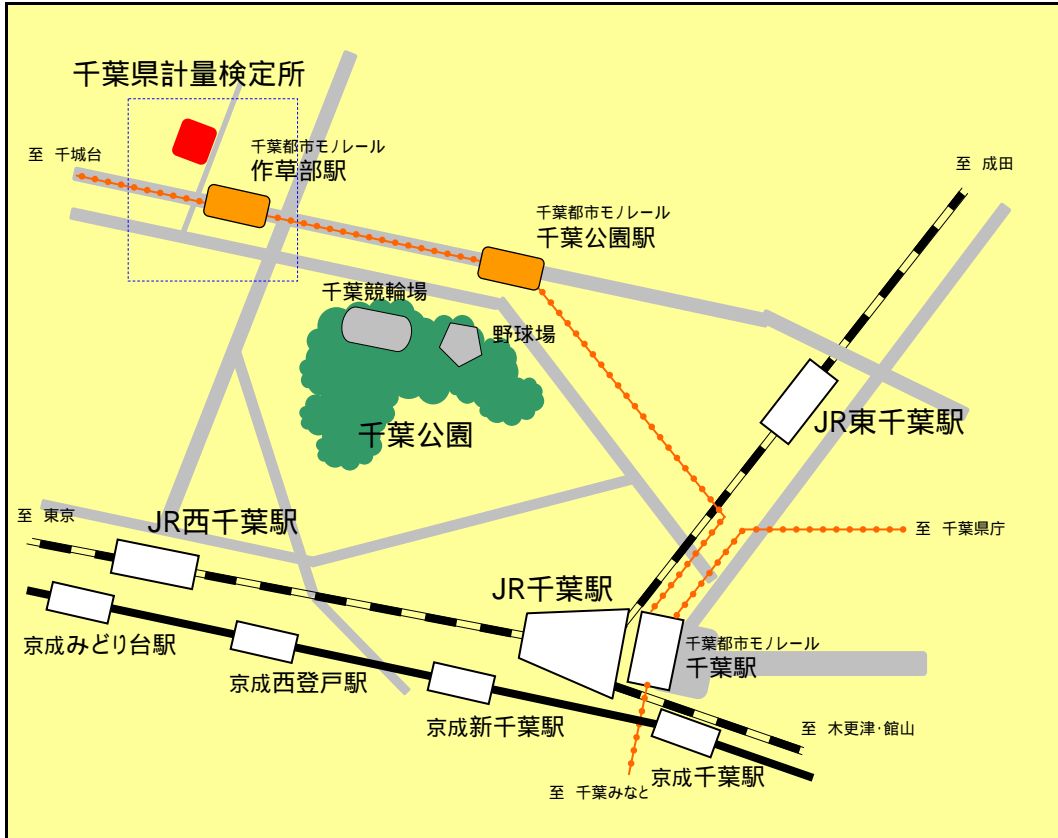 千葉県計量検定所
千葉都市モノレール
作草部駅
至 千城台
至 成田
千葉都市モノレール
千葉公園駅
千葉競輪場
野球場
JR東千葉駅
千葉公園
至 東京
JR西千葉駅
至 千葉県庁
JR千葉駅
千葉都市モノレール
千葉駅
京成みどり台駅
京成西登戸駅
京成新千葉駅
至 木更津・館山
京成千葉駅
至 千葉みなと